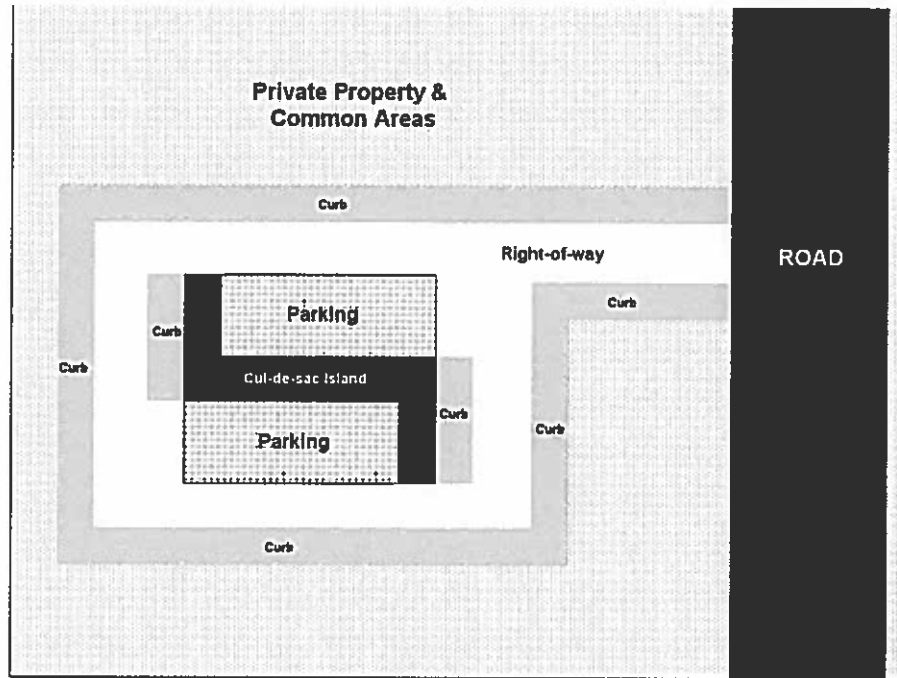 Private Property &
Common Areas
Curb
Right-of-way
ROAD
Curb
Parking
Curb
Curb
Cul-de-sac Island
Curb
Curb
Parking
Curb